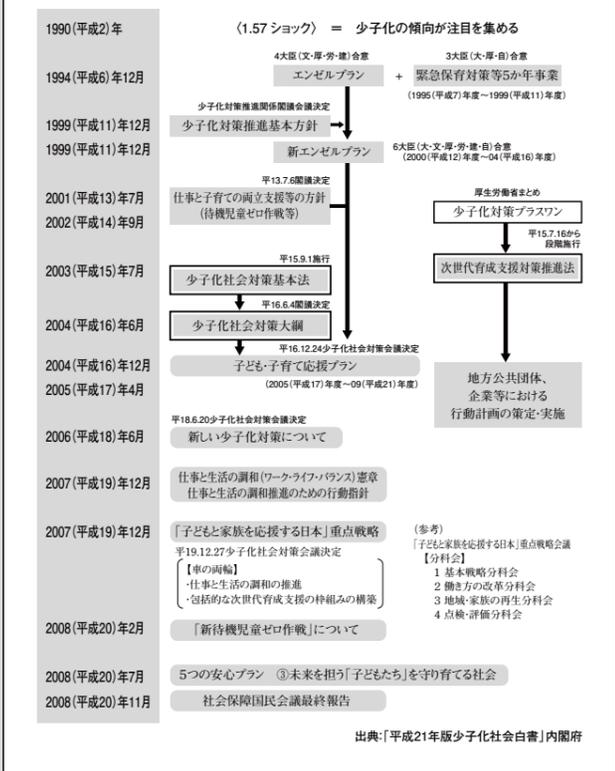 1990(平成2)年
〈1.57 ショック〉 ＝ 少子化の傾向が注目を集める
4大臣(文・厚・労・建)合意
3大臣(大・厚・自)合意
1994(平成6)年12月
エンゼルプラン
+
緊急保育対策等5か年事業
(1995(平成7)年度〜1999(平成11)年度)
少子化対策推進関係閣議会議決定
1999(平成11)年12月
少子化対策推進基本方針
1999(平成11)年12月
新エンゼルプラン
6大臣(大・文・厚・労・建・自)合意
(2000(平成12)年度〜04(平成16)年度)
平13.7.6閣議決定
2001(平成13)年7月
仕事と子育ての両立支援等の方針
(待機児童ゼロ作戦等)
2002(平成14)年9月
厚生労働省まとめ
少子化対策プラスワン
平15.7.16から
段階施行
平15.9.1施行
2003(平成15)年7月
少子化社会対策基本法
次世代育成支援対策推進法
平16.6.4閣議決定
2004(平成16)年6月
少子化社会対策大綱
平16.12.24少子化社会対策会議決定
2004(平成16)年12月
子ども・子育て応援プラン
2005(平成17)年4月
(2005(平成17)年度〜09(平成21)年度)
地方公共団体、
企業等における
行動計画の策定・実施
平18.6.20少子化社会対策会議決定
2006(平成18)年6月
新しい少子化対策について
2007(平成19)年12月
仕事と生活の調和(ワーク・ライフ・バランス)憲章
仕事と生活の調和推進のための行動指針
2007(平成19)年12月
「子どもと家族を応援する日本」重点戦略
平19.12.27少子化社会対策会議決定
【車の両輪】
・仕事と生活の調和の推進
・包括的な次世代育成支援の枠組みの構築
(参考)
「子どもと家族を応援する日本」重点戦略会議
【分科会】
1 基本戦略分科会
2 働き方の改革分科会
3 地域・家族の再生分科会
4 点検・評価分科会
2008(平成20)年2月
「新待機児童ゼロ作戦」について
2008(平成20)年7月
5つの安心プラン ③未来を担う「子どもたち」を守り育てる社会
2008(平成20)年11月
社会保障国民会議最終報告
出典:「平成21年版少子化社会白書」内閣府